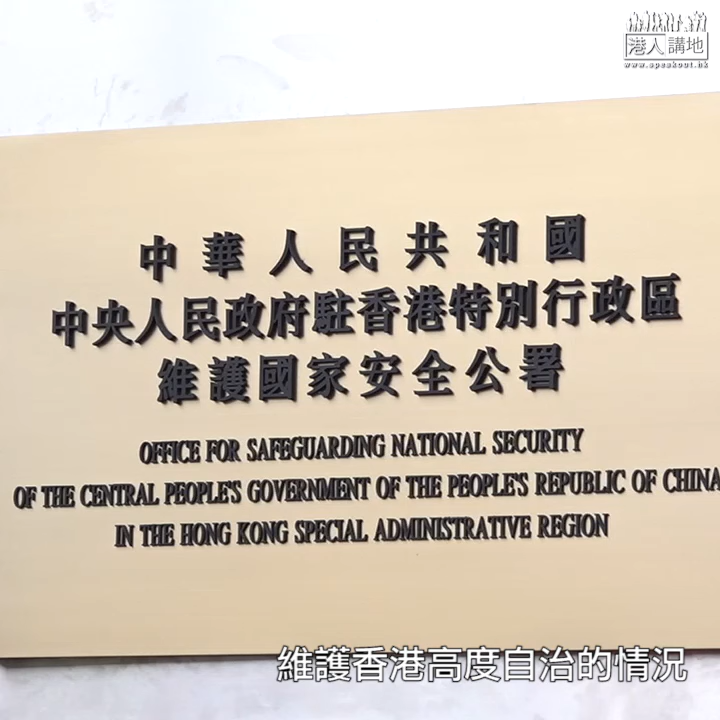 港人講地
www.speakout.hk
中華人民共和國
中央人民政府駐香港特別行政區
維護國家安全公署
OFFICE FOR SAFEGUARDING NATIONAL SECURITY
OF THE CENTRAL PEOPLE'S GOVERNMENT OF THE PEOPLE'S REPUBLIC OF CHINA
IN THE HONG KONG SPECIAL ADMINISTRATIVE REGION
維護香港高度自治的情況